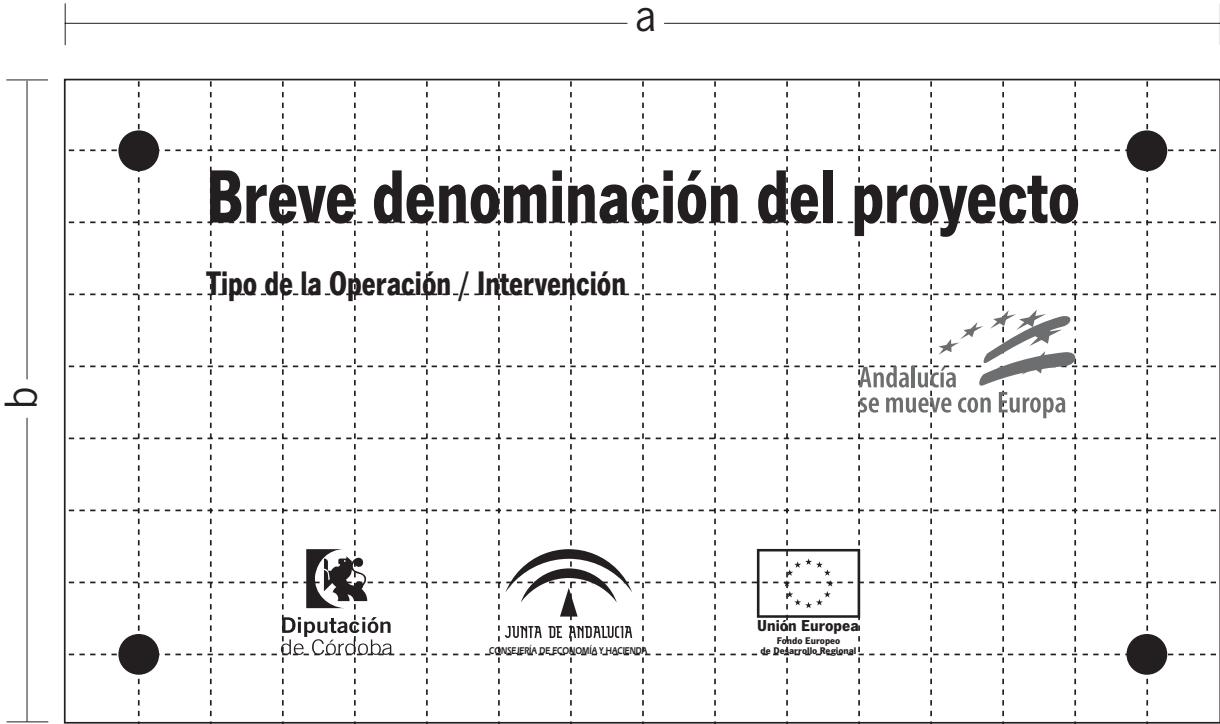 a
b
Breve denominación del proyecto
Tipo de la Operación / Intervención
Andalucía
se mueve con Europa
Diputación
de Córdoba
JUNTA DE ANDALUCIA
CONSEJERÍA DE ECONOMÍA Y HACIENDA
Unión Europea
Fondo Europeo
de Desarrollo Regional